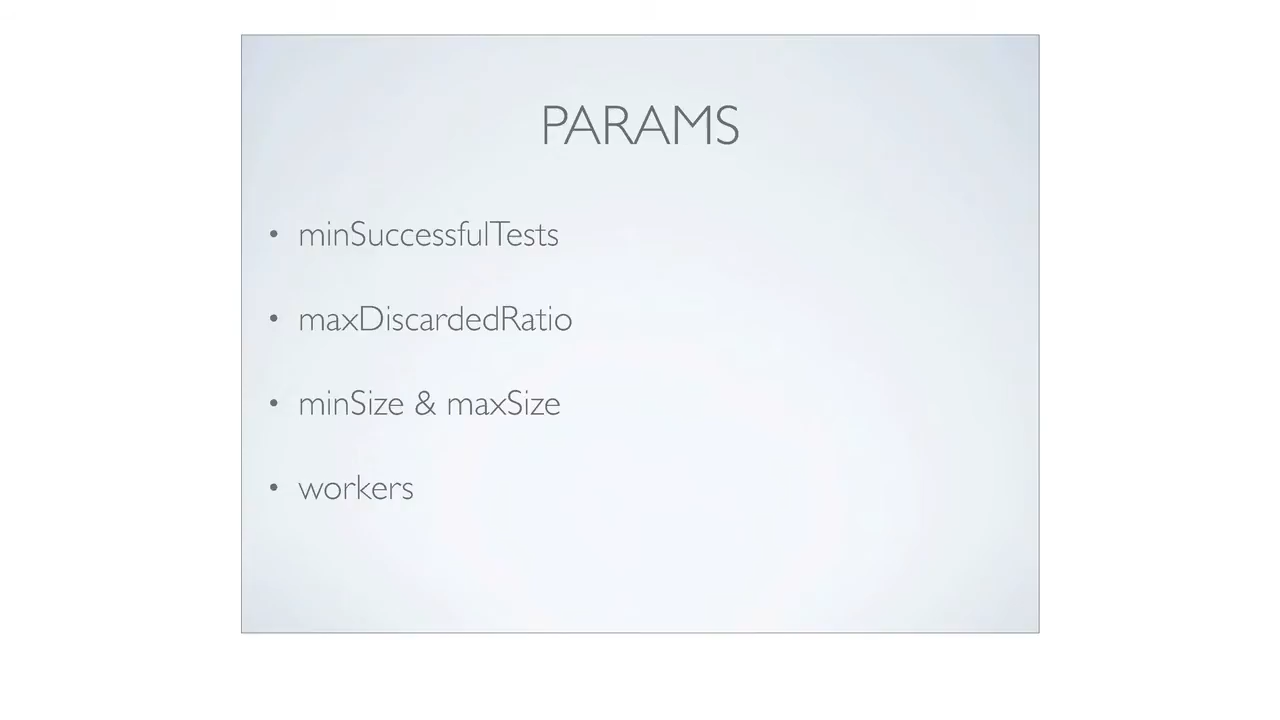 PARAMS
• minSuccessfulTests
• maxDiscardedRatio
• minSize & maxSize
• workers